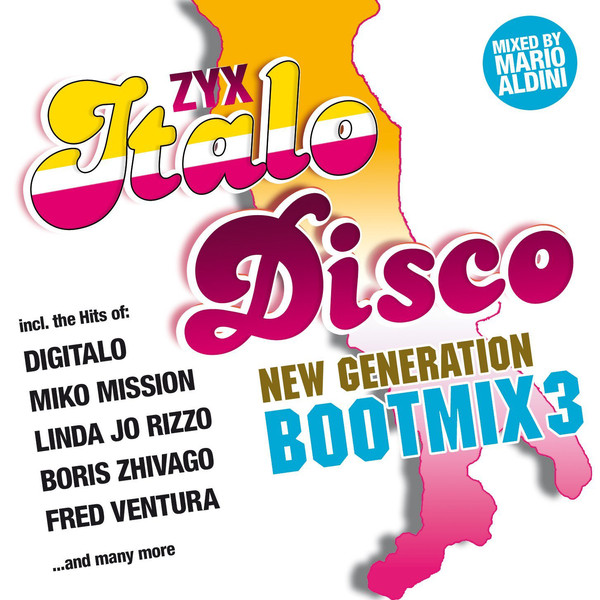 MIXED BY
MARIO
ALDINI
ZYX
Italo
Disco
NEW GENERATION
BOOTMIX 3
incl. the Hits of:
DIGITALO
MIKO MISSION
LINDA JO RIZZO
BORIS ZHIVAGO
FRED VENTURA
...and many more